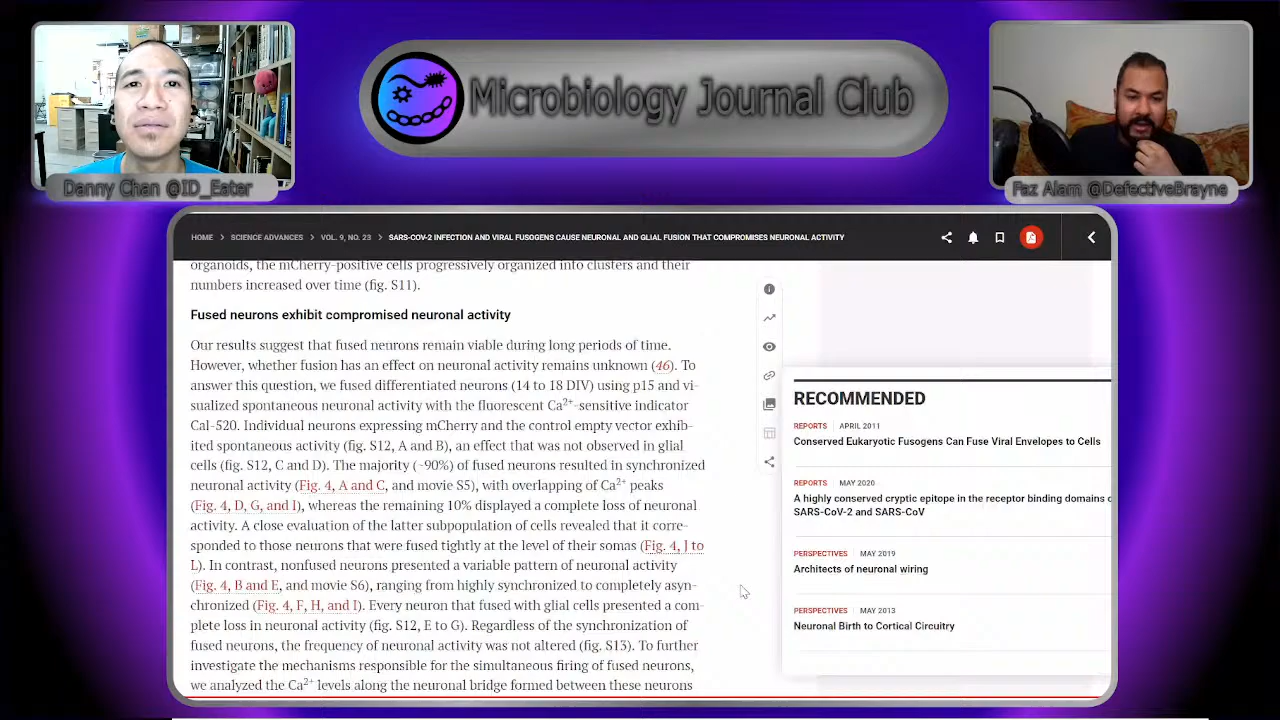 Microbiology Journal Club
Danny Chan @ID_Eater
Faz Alam @DefectiveBrayne
HOME > SCIENCE ADVANCES > VOL. 9, NO. 23 > SARS-COV-2 INFECTION AND VIRAL FUSOGENS CAUSE NEURONAL AND GLIAL FUSION THAT COMPROMISES NEURONAL ACTIVITY
organoids, the mCherry-positive cells progressively organized into clusters and their
numbers increased over time (fig. S11).
Fused neurons exhibit compromised neuronal activity
Our results suggest that fused neurons remain viable during long periods of time.
However, whether fusion has an effect on neuronal activity remains unknown (46). To
answer this question, we fused differentiated neurons (14 to 18 DIV) using p15 and vi-
sualized spontaneous neuronal activity with the fluorescent Ca2+-sensitive indicator
Cal-520. Individual neurons expressing mCherry and the control empty vector exhib-
ited spontaneous activity (fig. S12, A and B), an effect that was not observed in glial
cells (fig. S12, C and D). The majority (~90%) of fused neurons resulted in synchronized
neuronal activity (Fig. 4, A and C, and movie S5), with overlapping of Ca2+ peaks
(Fig. 4, D, G, and I), whereas the remaining 10% displayed a complete loss of neuronal
activity. A close evaluation of the latter subpopulation of cells revealed that it corre-
sponded to those neurons that were fused tightly at the level of their somas (Fig. 4, J to
L). In contrast, nonfused neurons presented a variable pattern of neuronal activity
(Fig. 4, B and E, and movie S6), ranging from highly synchronized to completely asyn-
chronized (Fig. 4, F, H, and I). Every neuron that fused with glial cells presented a com-
plete loss in neuronal activity (fig. S12, E to G). Regardless of the synchronization of
fused neurons, the frequency of neuronal activity was not altered (fig. S13). To further
investigate the mechanisms responsible for the simultaneous firing of fused neurons,
we analyzed the Ca2+ levels along the neuronal bridge formed between these neurons
RECOMMENDED
REPORTS APRIL 2011
Conserved Eukaryotic Fusogens Can Fuse Viral Envelopes to Cells
REPORTS MAY 2020
A highly conserved cryptic epitope in the receptor binding domains
SARS-CoV-2 and SARS-CoV
PERSPECTIVES MAY 2019
Architects of neuronal wiring
PERSPECTIVES MAY 2013
Neuronal Birth to Cortical Circuitry